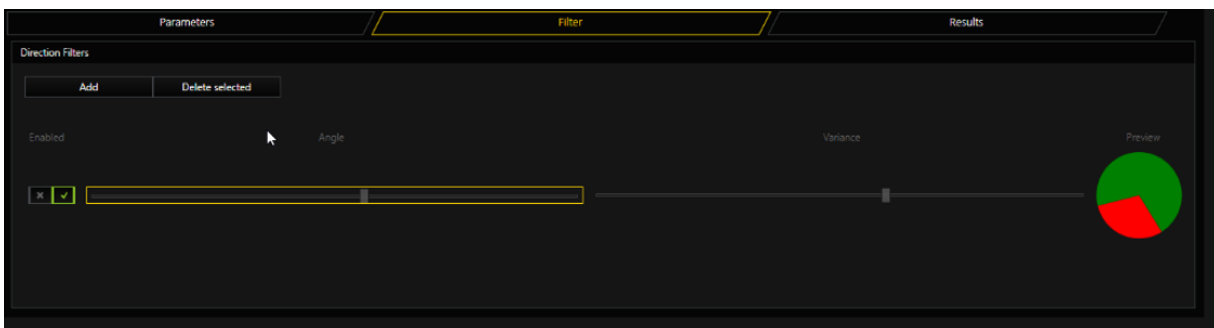 Parameters Filter Results
Direction Filters
Add Delete selected
Enabled Angle Variance Preview